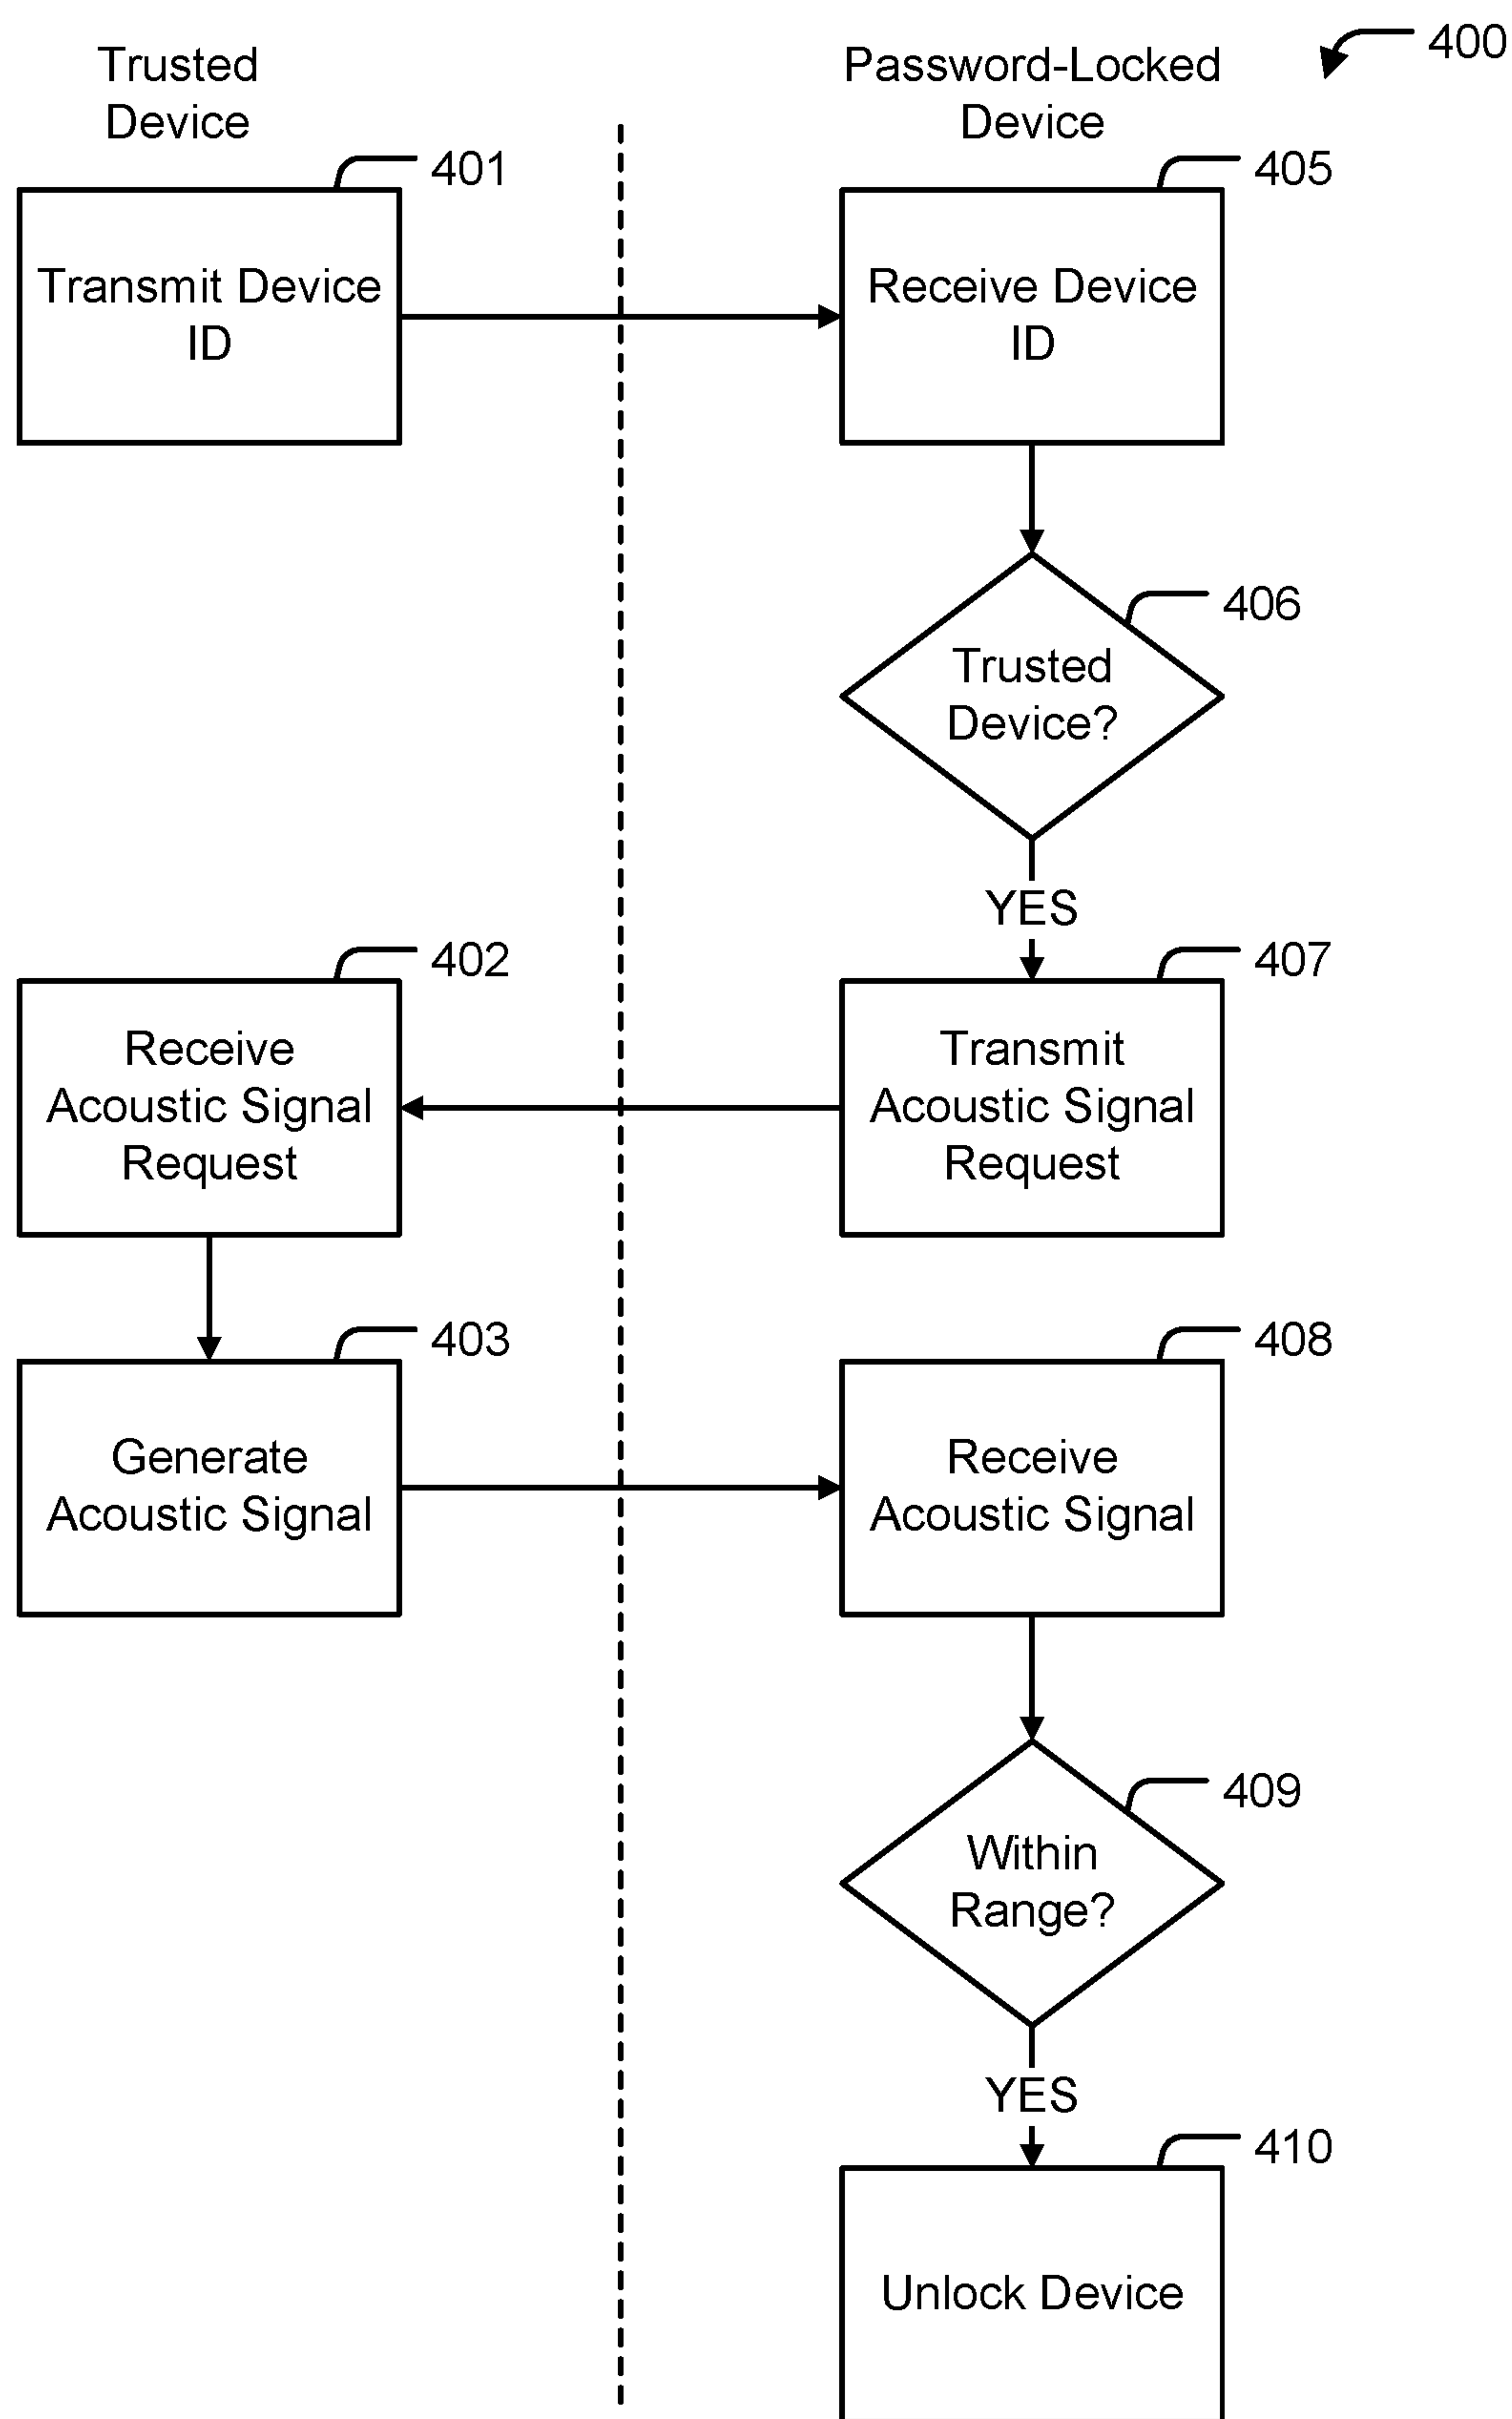 400
Trusted
Device
Password-Locked
Device
401
405
Transmit Device
ID
Receive Device
ID
406
Trusted
Device?
YES
402
407
Receive
Acoustic Signal
Request
Transmit
Acoustic Signal
Request
403
408
Generate
Acoustic Signal
Receive
Acoustic Signal
409
Within
Range?
YES
410
Unlock Device